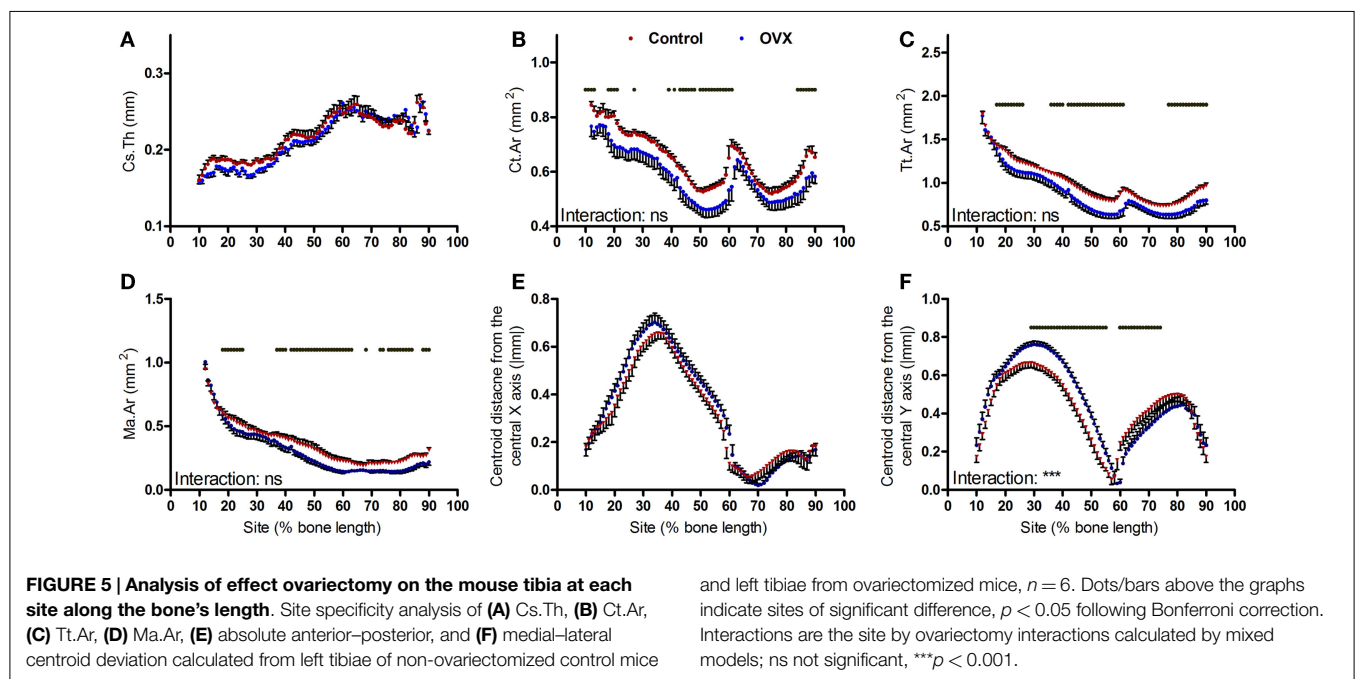 A
0.3
0.2
0.1
Cs.Th (mm)
0 10 20 30 40 50 60 70 80 90 100
B
Control OVX
1.0
0.8
0.6
0.4
Ct.Ar (mm²)
Interaction: ns
0 10 20 30 40 50 60 70 80 90 100
C
2.5
2.0
1.5
1.0
0.5
Tt.Ar (mm²)
Interaction: ns
0 10 20 30 40 50 60 70 80 90 100
D
1.5
1.0
0.5
0.0
Ma.Ar (mm²)
Interaction: ns
0 10 20 30 40 50 60 70 80 90 100
Site (% bone length)
E
0.8
0.6
0.4
0.2
0.0
Centroid distacne from the
central X axis (|mm|)
0 10 20 30 40 50 60 70 80 90 100
Site (% bone length)
F
1.0
0.8
0.6
0.4
0.2
0.0
Centroid distacne from the
central Y axis (|mm|)
Interaction: ***
0 10 20 30 40 50 60 70 80 90 100
Site (% bone length)
FIGURE 5 | Analysis of effect ovariectomy on the mouse tibia at each
site along the bone's length. Site specificity analysis of (A) Cs.Th, (B) Ct.Ar,
(C) Tt.Ar, (D) Ma.Ar, (E) absolute anterior–posterior, and (F) medial–lateral
centroid deviation calculated from left tibiae of non-ovariectomized control mice
and left tibiae from ovariectomized mice, n = 6. Dots/bars above the graphs
indicate sites of significant difference, p < 0.05 following Bonferroni correction.
Interactions are the site by ovariectomy interactions calculated by mixed
models; ns not significant, ***p < 0.001.